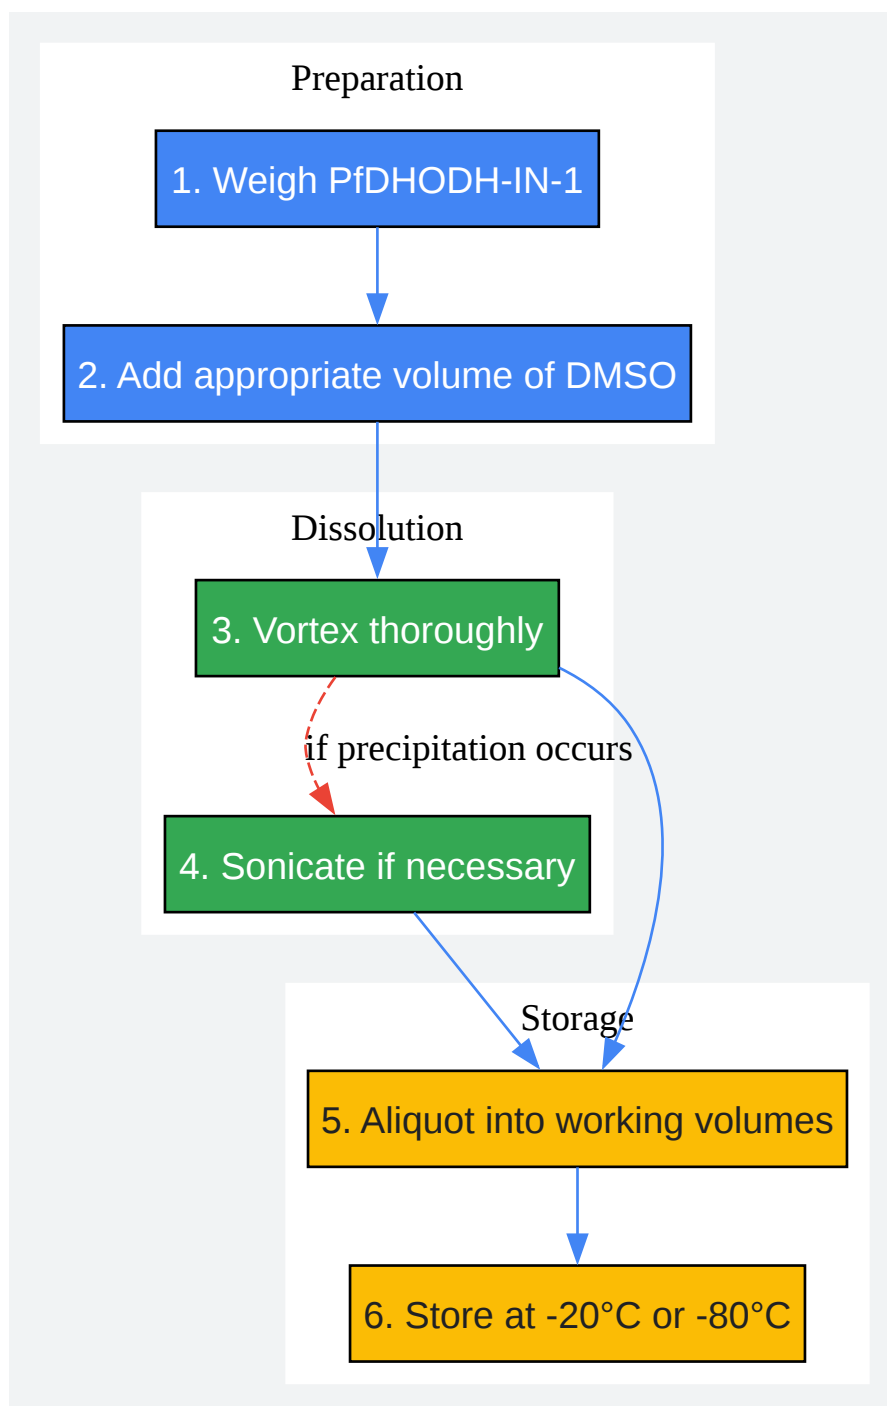 Preparation
1. Weigh PfDHODH-IN-1
2. Add appropriate volume of DMSO
Dissolution
3. Vortex thoroughly
if precipitation occurs
4. Sonicate if necessary
Storage
5. Aliquot into working volumes
6. Store at -20°C or -80°C